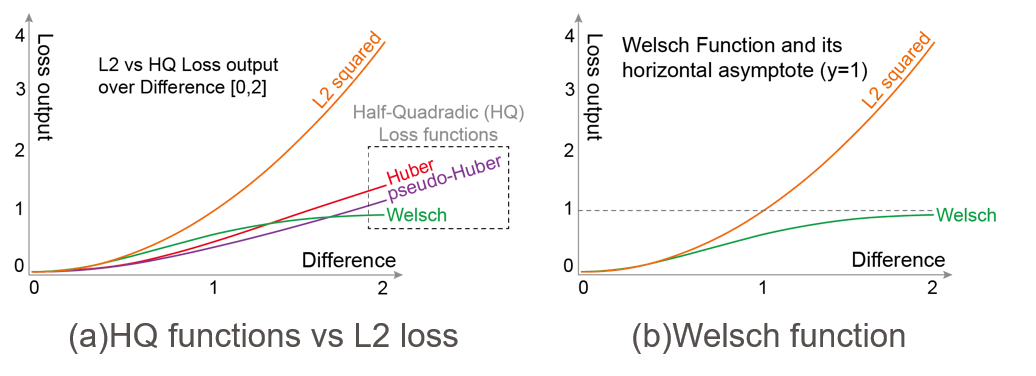 4
3
2
1
0
Loss output
L2 vs HQ Loss output
over Difference [0,2]
L2 squared
Half-Quadradic (HQ)
Loss functions
Huber
pseudo-Huber
Welsch
Difference
0
1
2
(a)HQ functions vs L2 loss
4
3
2
1
0
Loss output
Welsch Function and its
horizontal asymptote (y=1)
L2 squared
Welsch
Difference
0
1
2
(b)Welsch function